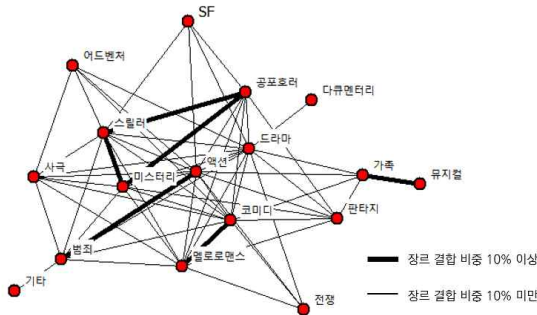 SF
어드벤처
공포호러
다큐멘터리
스릴러
드라마
사극
액션
가족
미스터리
뮤지컬
코미디
판타지
범죄
멜로로맨스
장르 결합 비중 10% 이상
기타
장르 결합 비중 10% 미만
전쟁